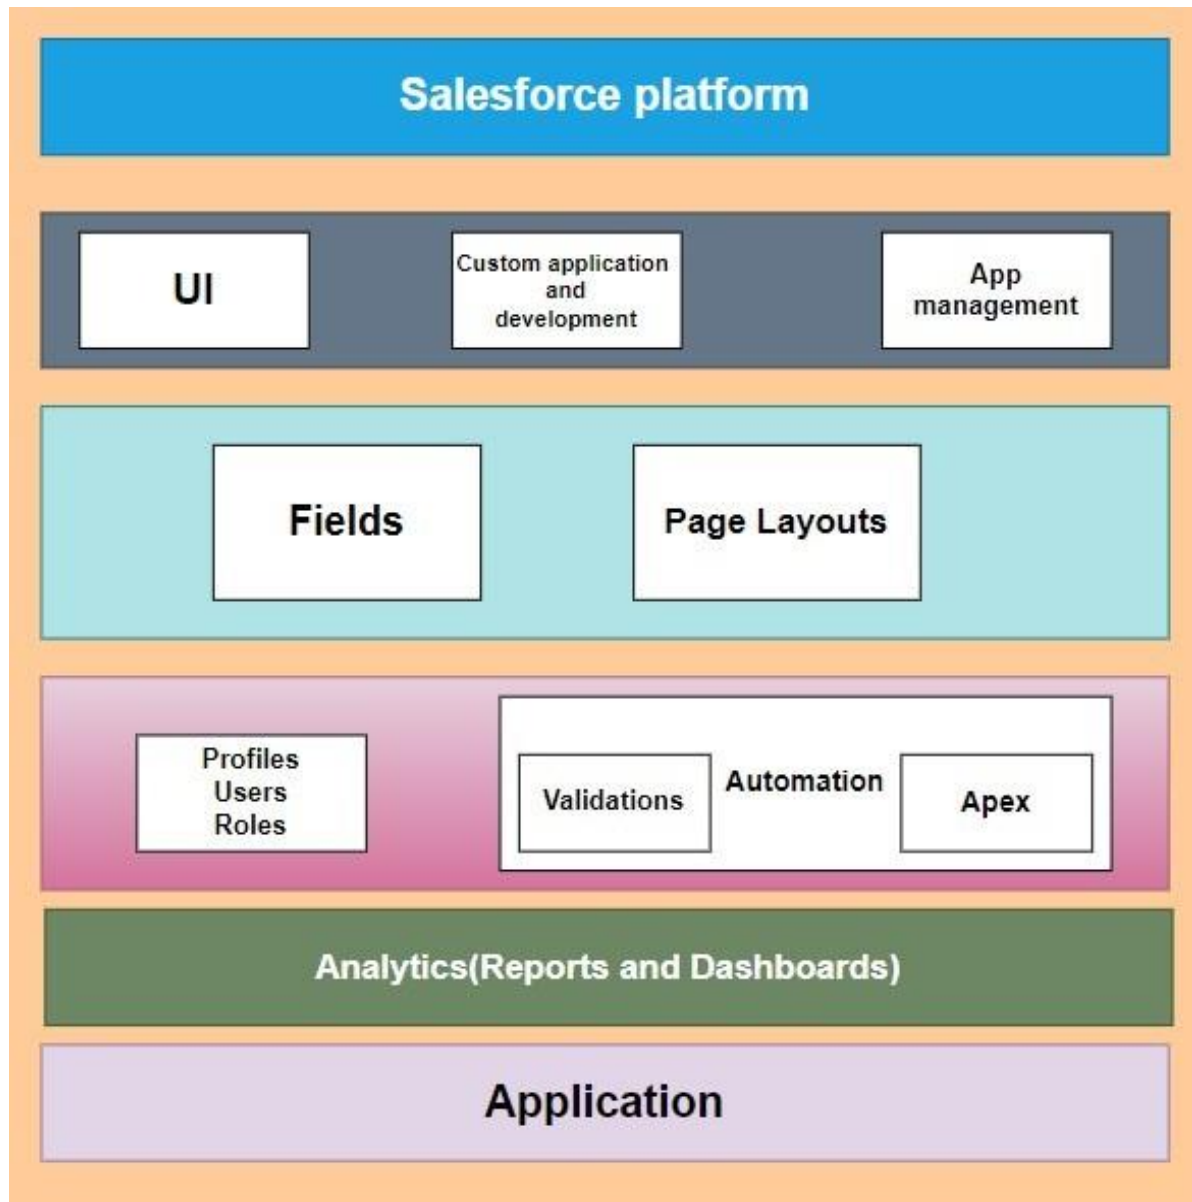 Salesforce platform
UI
Custom application
and
development
App
management
Fields
Page Layouts
Profiles
Users
Roles
Validations
Automation
Apex
Analytics(Reports and Dashboards)
Application